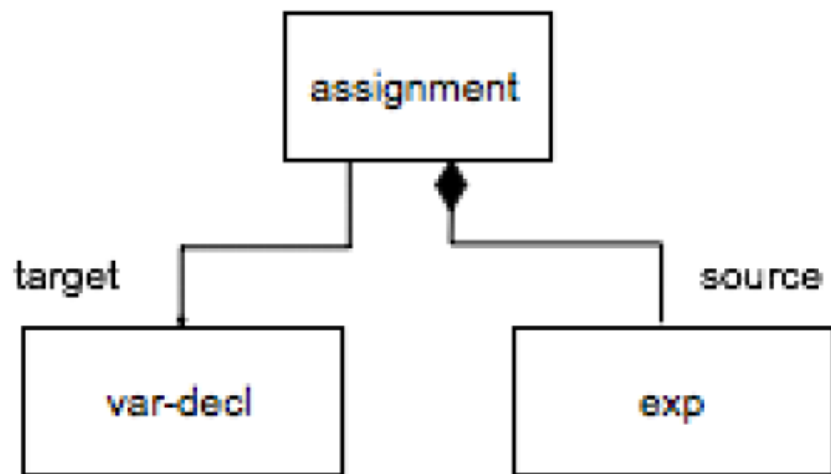 assignment
target
source
var-decl
exp